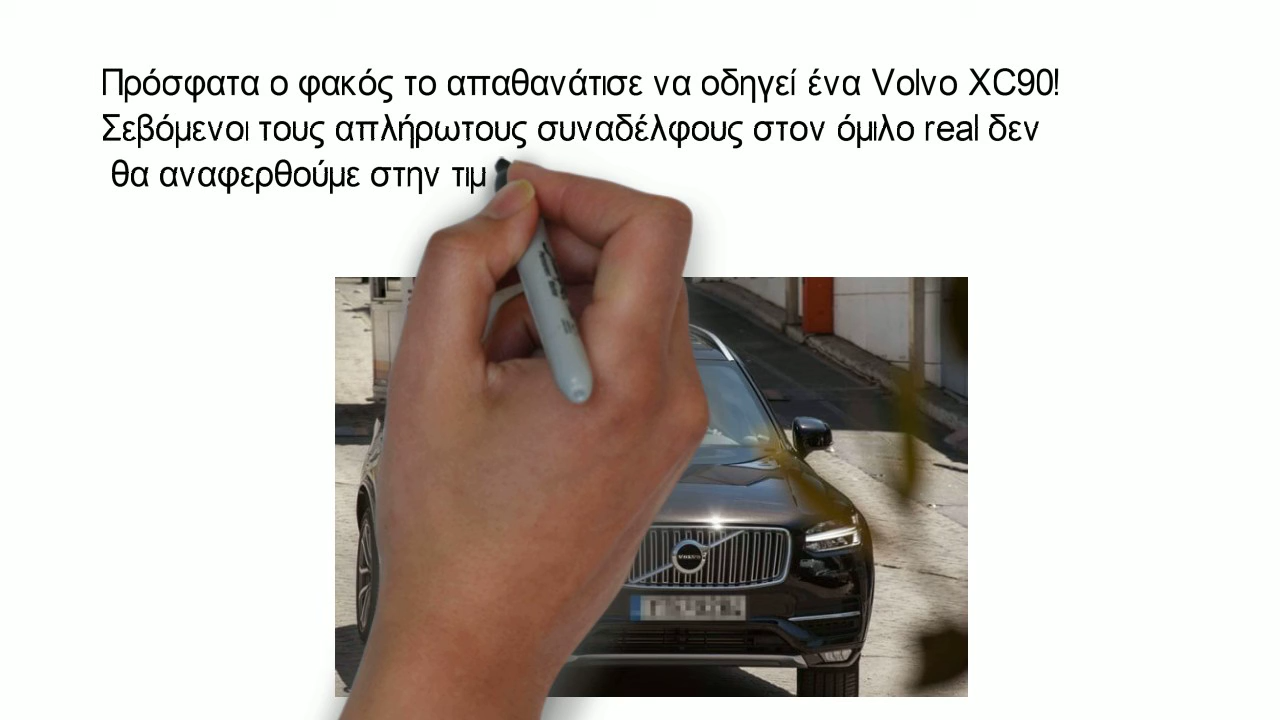 Πρόσφατα ο φακός το απαθανάτισε να οδηγεί ένα Volvo XC90!
Σεβόμενοι τους απλήρωτους συναδέλφους στον όμιλο real δεν
θα αναφερθούμε στην τιμ
VOLVO